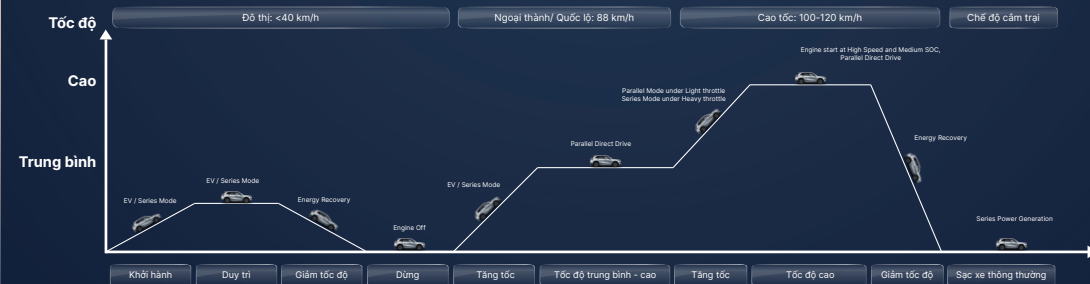 Tốc độ
Đô thị: <40 km/h
Ngoại thành/ Quốc lộ: 88 km/h
Cao tốc: 100-120 km/h
Chế độ cắm trại
Cao
Trung bình
EV / Series Mode
EV / Series Mode
Energy Recovery
Engine Off
EV / Series Mode
Parallel Direct Drive
Parallel Mode under Light throttle
Series Mode under Heavy throttle
Engine start at High Speed and Medium SOC,
Parallel Direct Drive
Energy Recovery
Series Power Generation
Khởi hành
Duy trì
Giảm tốc độ
Dừng
Tăng tốc
Tốc độ trung bình - cao
Tăng tốc
Tốc độ cao
Giảm tốc độ
Sạc xe thông thường